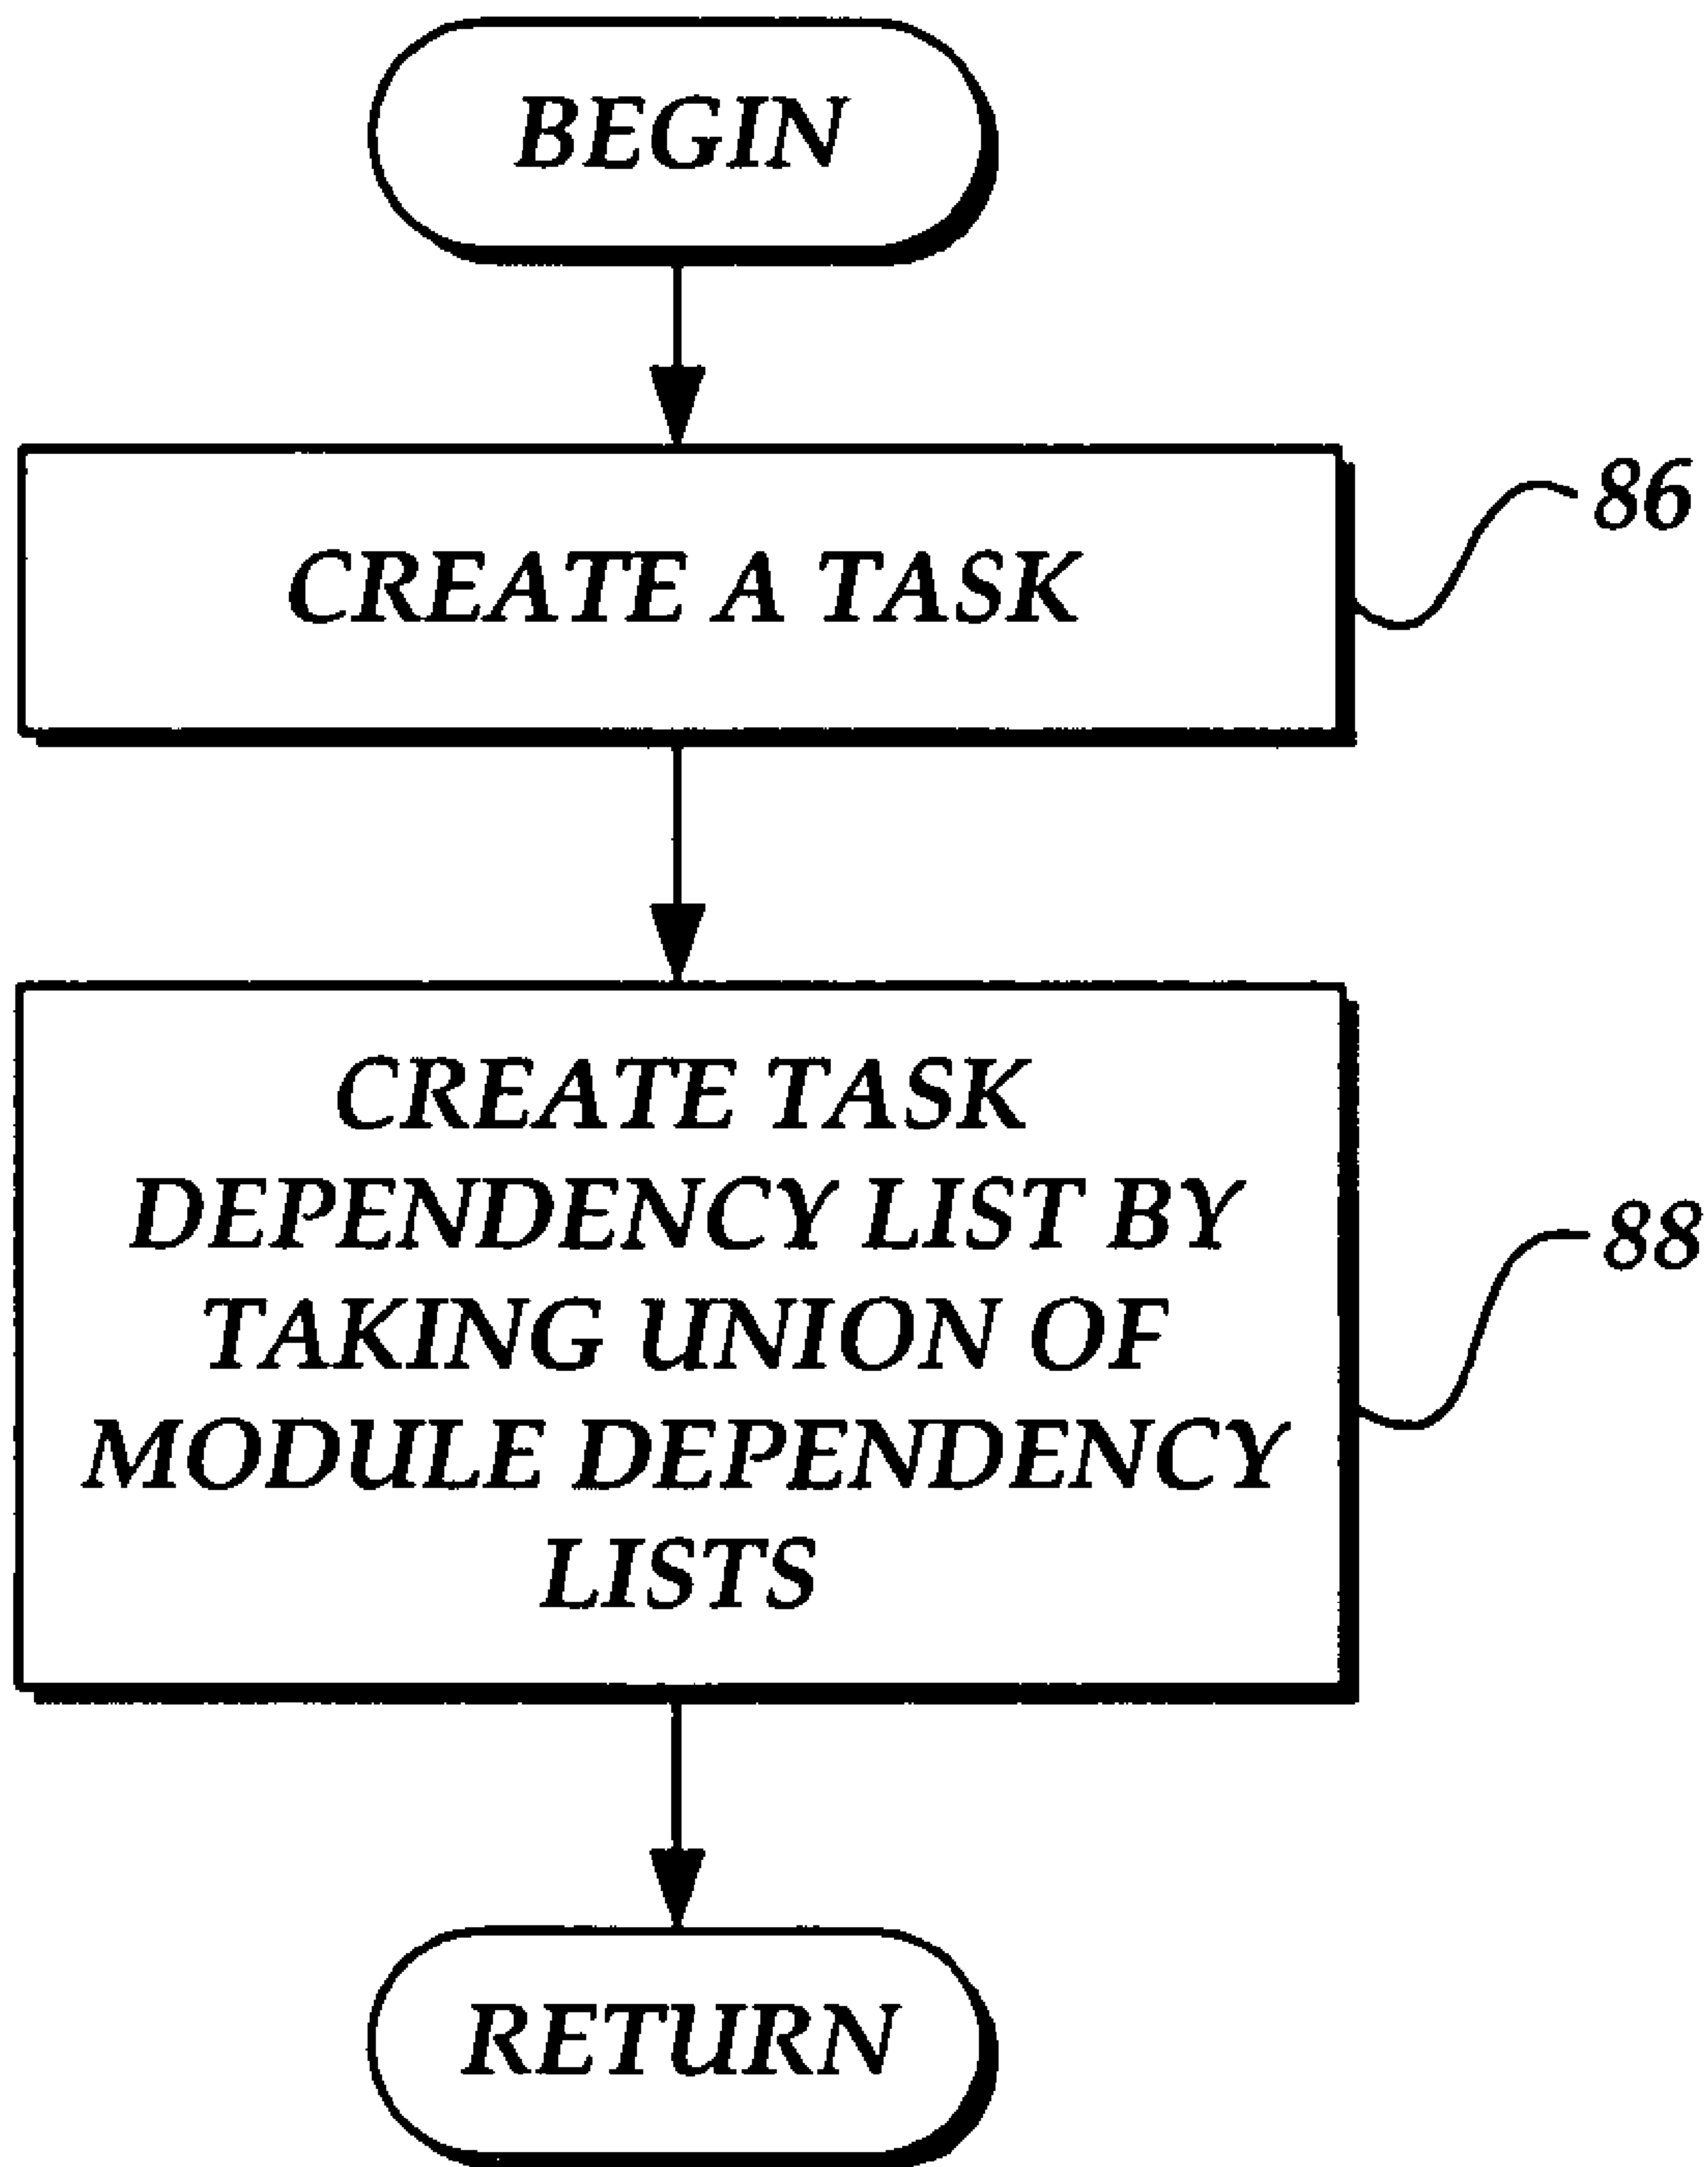 BEGIN
CREATE A TASK
86
CREATE TASK
DEPENDENCY LIST BY
TAKING UNION OF
MODULE DEPENDENCY
LISTS
88
RETURN